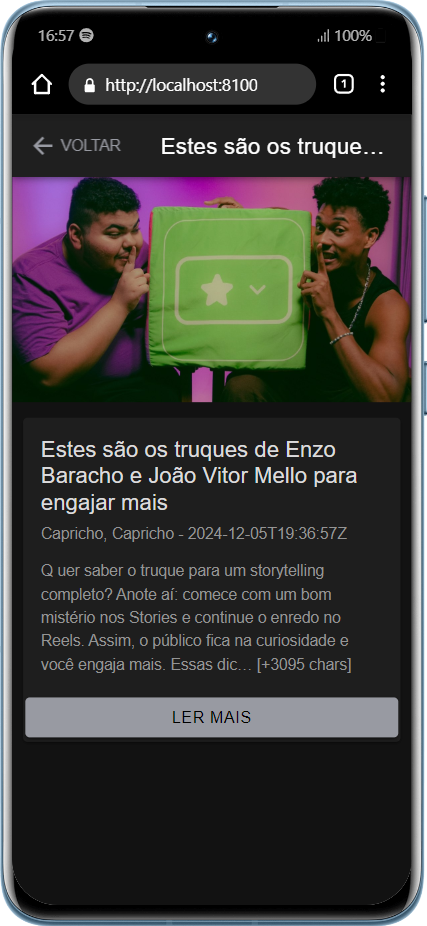 16:57
100%
http://localhost:8100
1
VOLTAR
Estes são os truque…
Estes são os truques de Enzo
Baracho e João Vitor Mello para
engajar mais
Capricho, Capricho - 2024-12-05T19:36:57Z
Q uer saber o truque para um storytelling
completo? Anote aí: comece com um bom
mistério nos Stories e continue o enredo no
Reels. Assim, o público fica na curiosidade e
você engaja mais. Essas dic… [+3095 chars]
LER MAIS